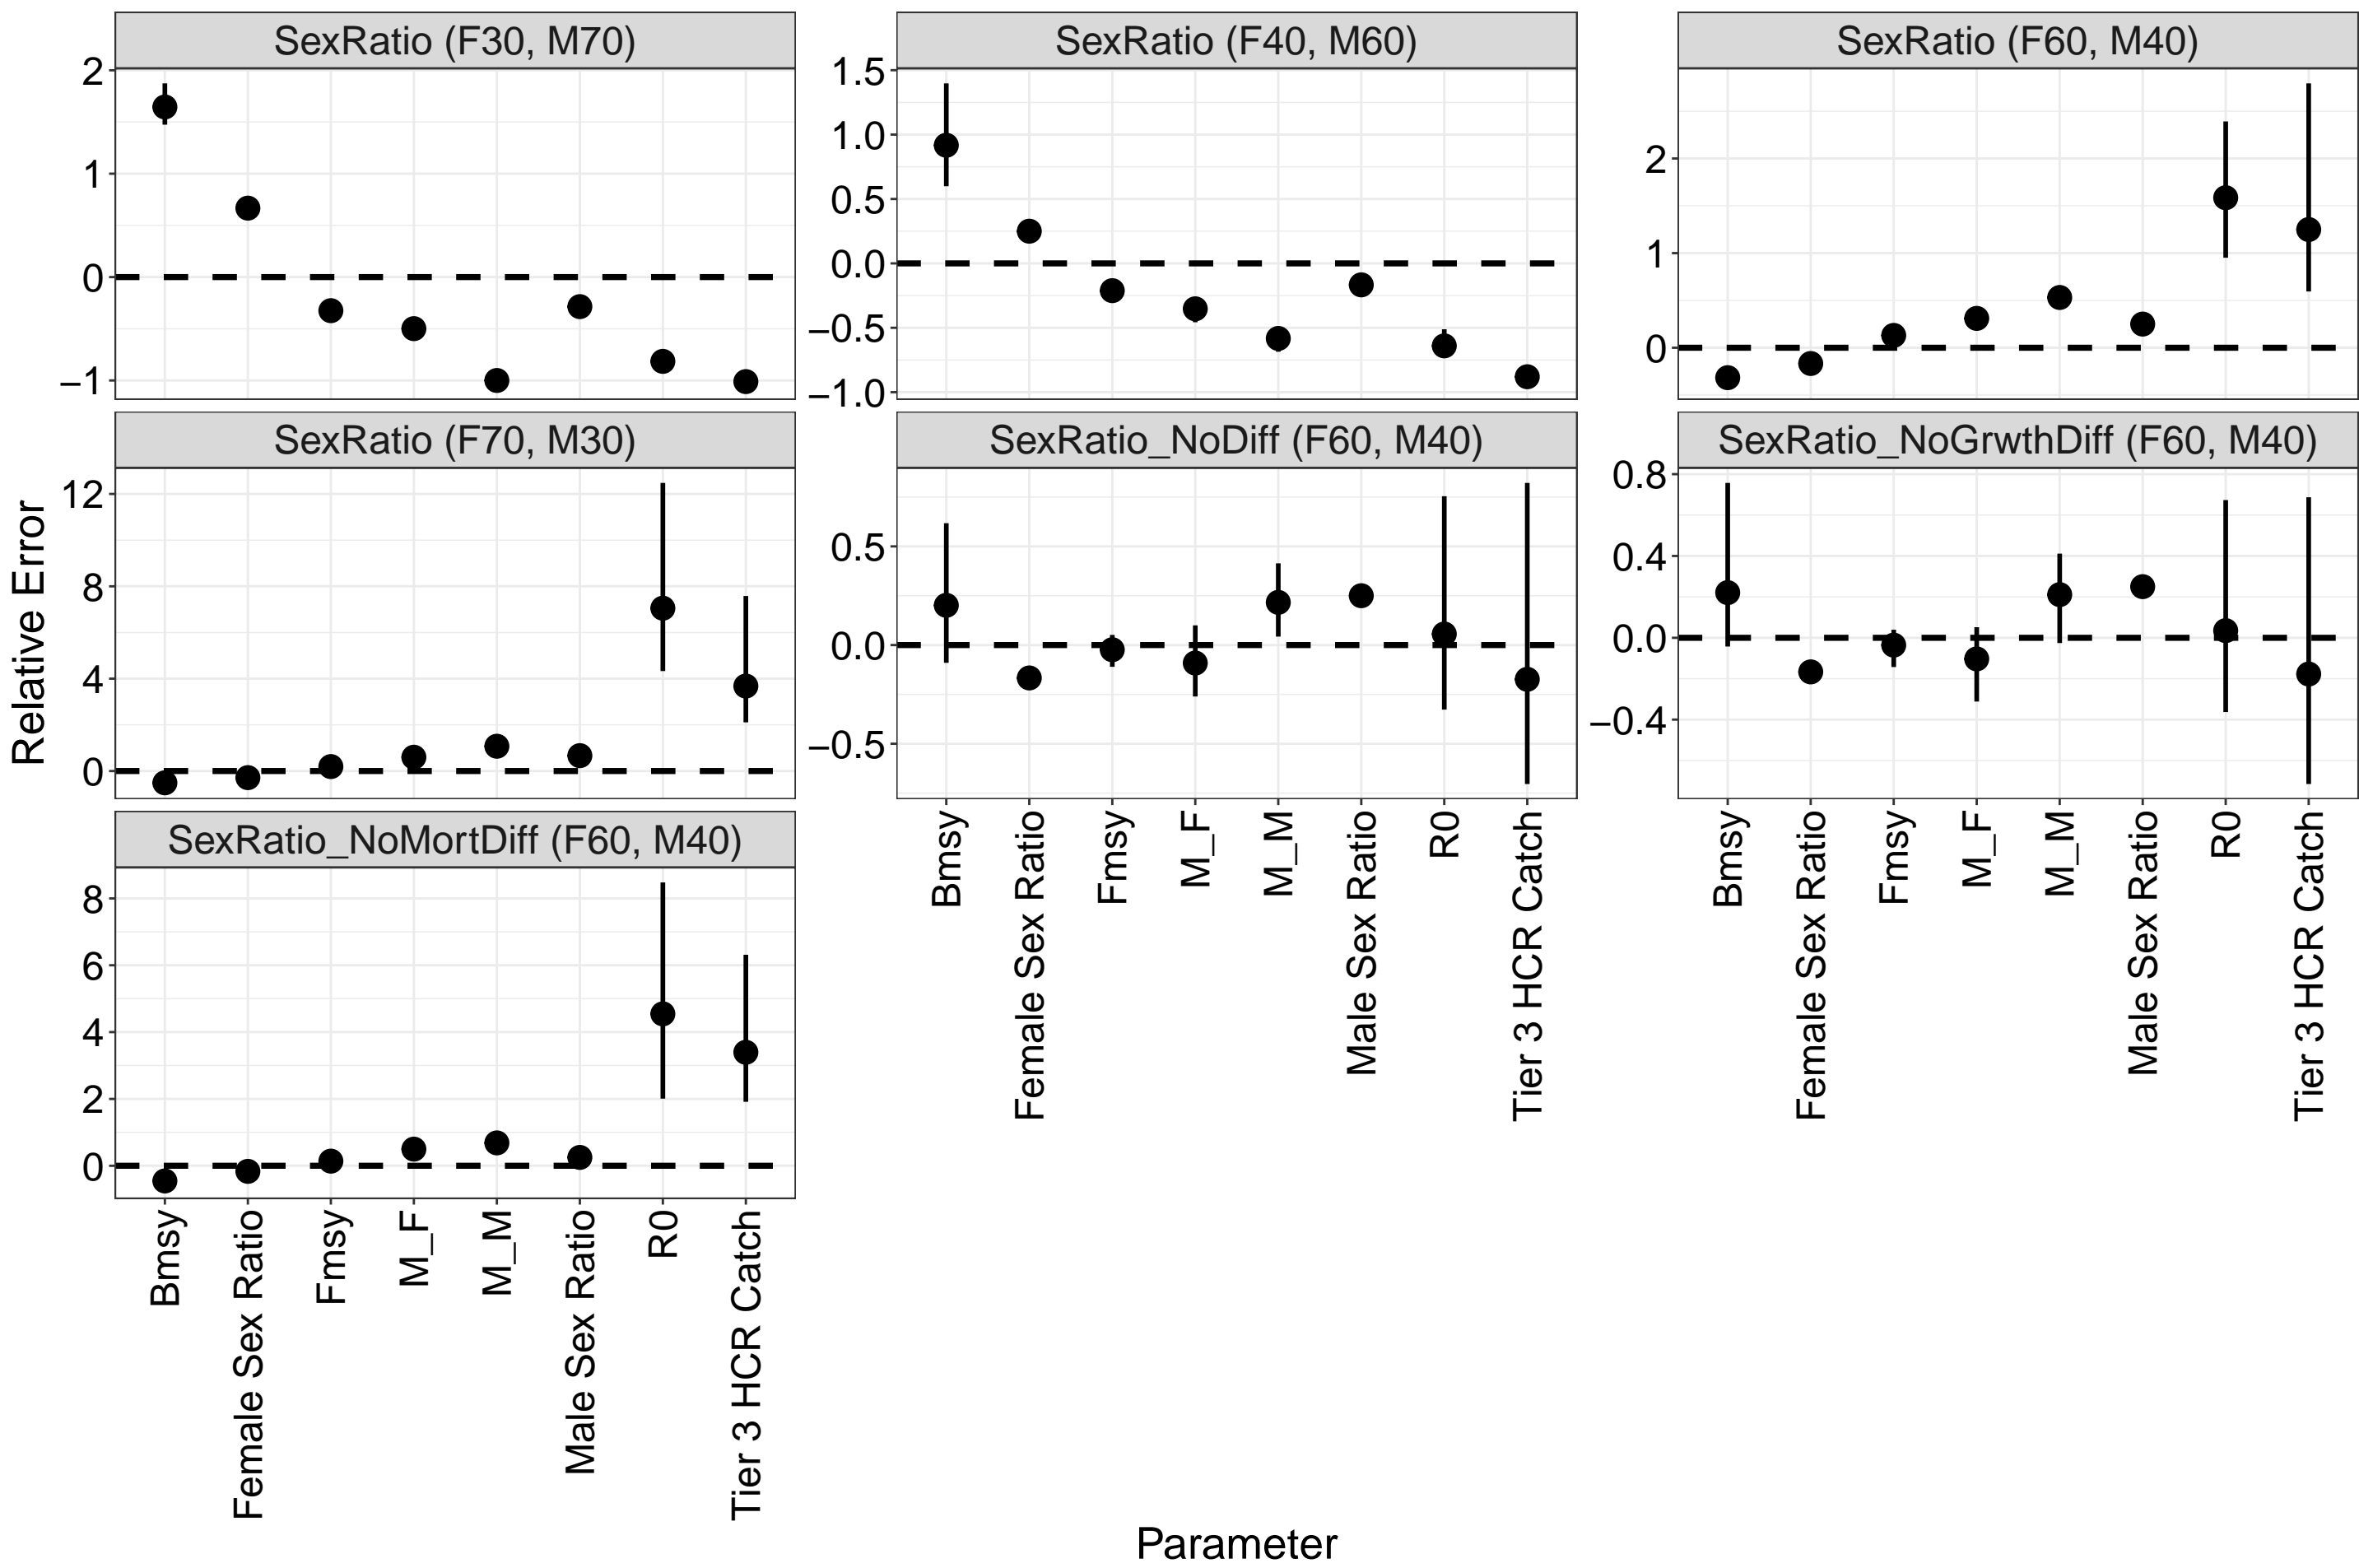 SexRatio (F30, M70)
SexRatio (F40, M60)
SexRatio (F60, M40)
2
1
0
−1
1.5
1.0
0.5
0.0
−0.5
−1.0
2
1
0
SexRatio (F70, M30)
SexRatio_NoDiff (F60, M40)
SexRatio_NoGrwthDiff (F60, M40)
12
8
4
0
0.5
0.0
−0.5
0.8
0.4
0.0
−0.4
Relative Error
Bmsy
Female Sex Ratio
Fmsy
M_F
M_M
Male Sex Ratio
R0
Tier 3 HCR Catch
Bmsy
Female Sex Ratio
Fmsy
M_F
M_M
Male Sex Ratio
R0
Tier 3 HCR Catch
SexRatio_NoMortDiff (F60, M40)
8
6
4
2
0
Bmsy
Female Sex Ratio
Fmsy
M_F
M_M
Male Sex Ratio
R0
Tier 3 HCR Catch
Parameter